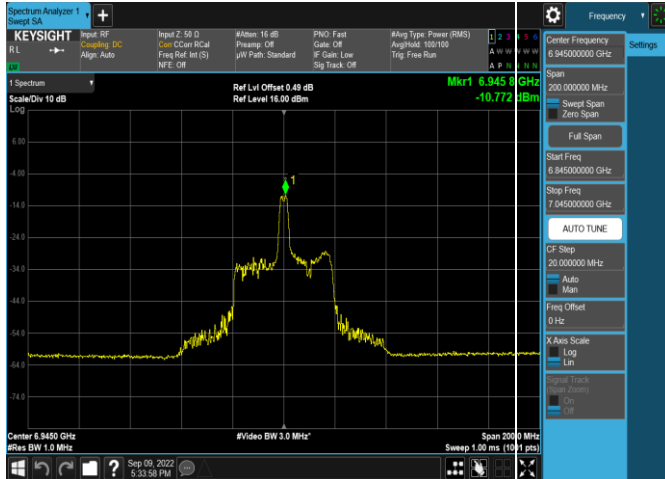 Spectrum Analyzer 1
Swept SA
Frequency
KEYSIGHT
RL
Input: RF
Coupling: DC
Align: Auto
Input Z: 50 Ω
Corr CCorr RCal
Freq Ref: Int (S)
NFE: Off
#Atten: 16 dB
Preamp: Off
µW Path: Standard
PNO: Fast
Gate: Off
IF Gain: Low
Sig Track: Off
#Avg Type: Power (RMS)
Avg|Hold: 100/100
Trig: Free Run
1 2 3 4 5 6
A W W W W W
A P N N N N
1 Spectrum
Scale/Div 10 dB
Log
Ref Lvl Offset 0.49 dB
Ref Level 16.00 dBm
Mkr1 6.945 8 GHz
-10.772 dBm
6.00
-4.00
-14.0
-24.0
-34.0
-44.0
-54.0
-64.0
-74.0
1
Center 6.9450 GHz
#Res BW 1.0 MHz
#Video BW 3.0 MHz*
Span 200.0 MHz
Sweep 1.00 ms (1001 pts)
Sep 09, 2022
5:33:58 PM
Center Frequency
6.945000000 GHz
Settings
Span
200.000000 MHz
Swept Span
Zero Span
Full Span
Start Freq
6.845000000 GHz
Stop Freq
7.045000000 GHz
AUTO TUNE
CF Step
20.000000 MHz
Auto
Man
Freq Offset
0 Hz
X Axis Scale
Log
Lin
Signal Track
(Span Zoom)
On
Off